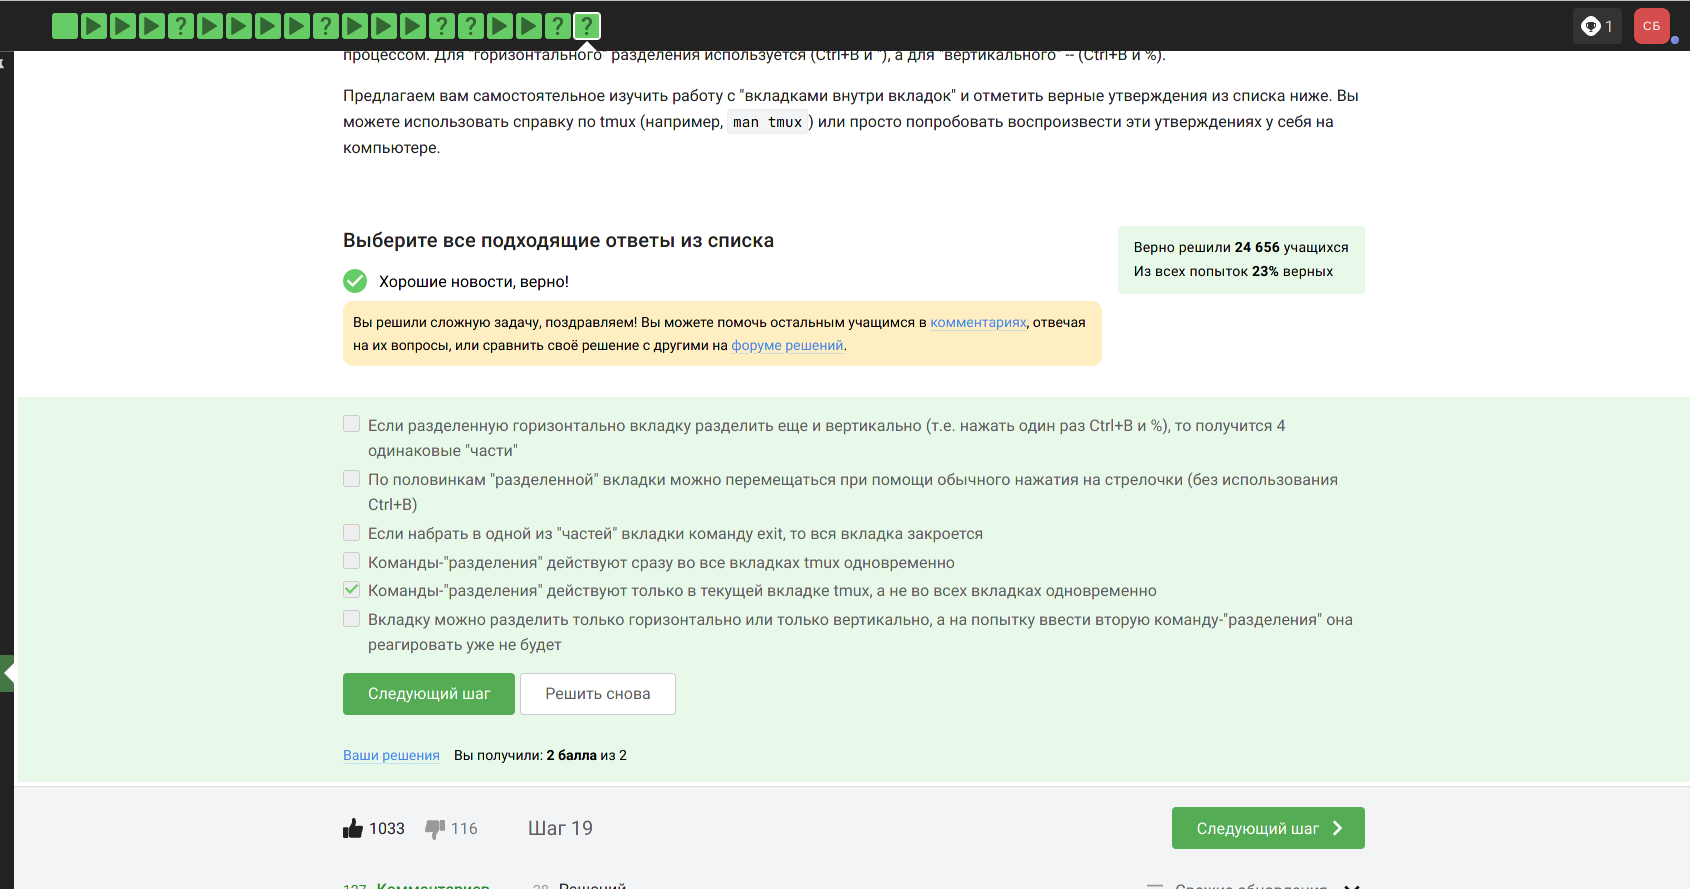 1
СБ
процессом. Для "горизонтального" разделения используется (Ctrl+B и "), а для "вертикального" -- (Ctrl+B и %).
Предлагаем вам самостоятельное изучить работу с "вкладками внутри вкладок" и отметить верные утверждения из списка ниже. Вы
можете использовать справку по tmux (например, man tmux ) или просто попробовать воспроизвести эти утверждениях у себя на
компьютере.
Выберите все подходящие ответы из списка
Верно решили 24 656 учащихся
Из всех попыток 23% верных
Хорошие новости, верно!
Вы решили сложную задачу, поздравляем! Вы можете помочь остальным учащимся в комментариях, отвечая
на их вопросы, или сравнить своё решение с другими на форуме решений.
Если разделенную горизонтально вкладку разделить еще и вертикально (т.е. нажать один раз Ctrl+B и %), то получится 4
одинаковые "части"
По половинкам "разделенной" вкладки можно перемещаться при помощи обычного нажатия на стрелочки (без использования
Ctrl+B)
Если набрать в одной из "частей" вкладки команду exit, то вся вкладка закроется
Команды-"разделения" действуют сразу во все вкладках tmux одновременно
Команды-"разделения" действуют только в текущей вкладке tmux, а не во всех вкладках одновременно
Вкладку можно разделить только горизонтально или только вертикально, а на попытку ввести вторую команду-"разделения" она
реагировать уже не будет
Следующий шаг
Решить снова
Ваши решения Вы получили: 2 балла из 2
1033 116 Шаг 19
Следующий шаг
Комментариев
Решений
Свежие обновления